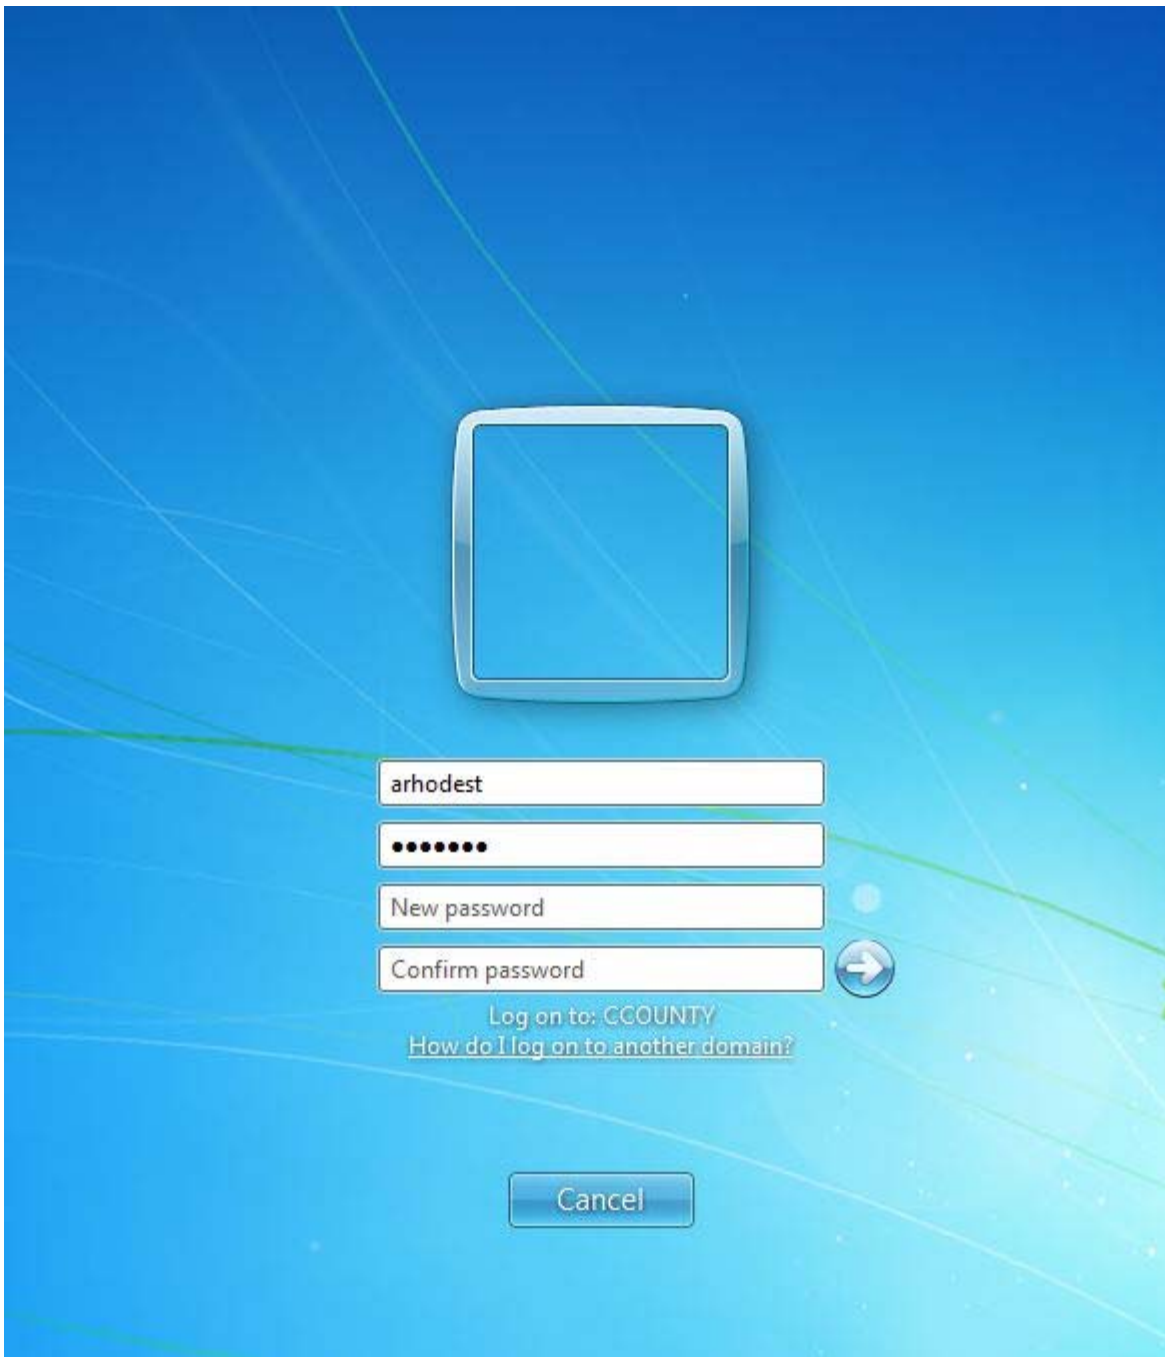 arhodest
•••••••
New password
Confirm password
Log on to: CCOUNTY
How do I log on to another domain?
Cancel